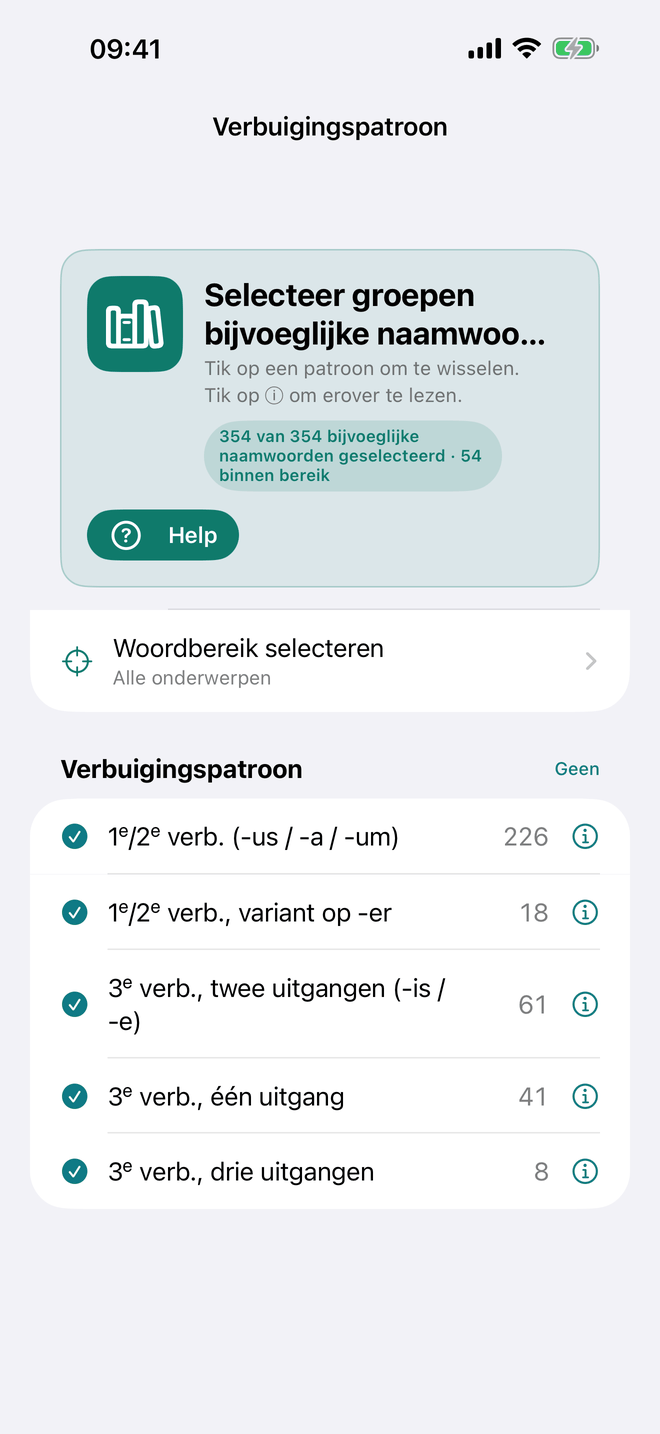 09:41
Verbuigingspatroon
Selecteer groepen
bijvoeglijke naamwoo...
Tik op een patroon om te wisselen.
Tik op ⓘ om erover te lezen.
354 van 354 bijvoeglijke
naamwoorden geselecteerd · 54
binnen bereik
Help
Woordbereik selecteren
Alle onderwerpen
Verbuigingspatroon
Geen
1ᵉ/2ᵉ verb. (-us / -a / -um)
226
1ᵉ/2ᵉ verb., variant op -er
18
3ᵉ verb., twee uitgangen (-is /
-e)
61
3ᵉ verb., één uitgang
41
3ᵉ verb., drie uitgangen
8